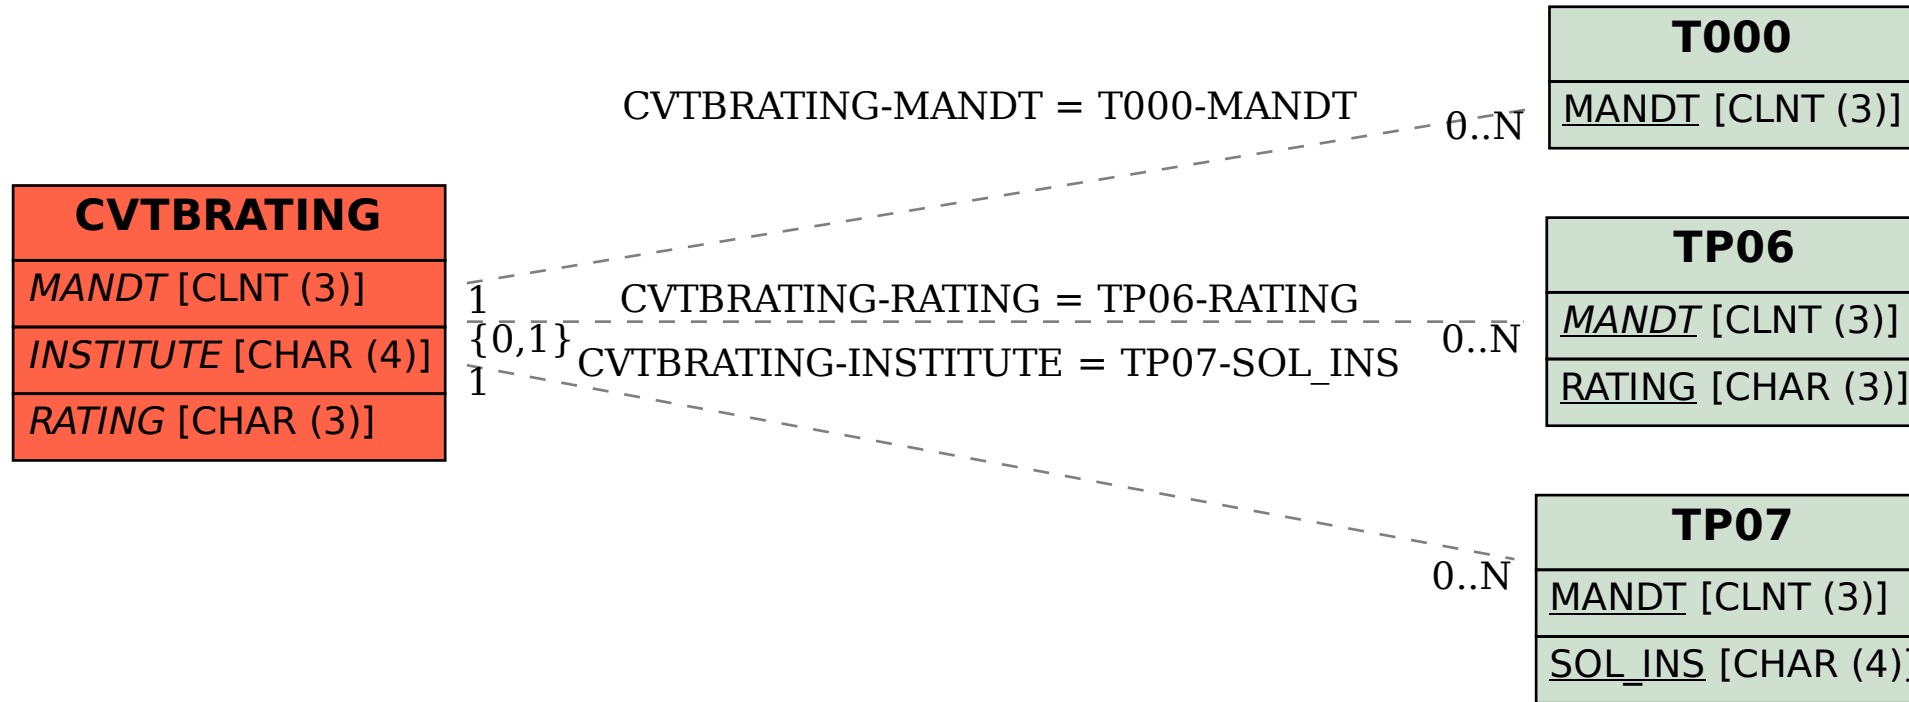 CVTBRATING
MANDT [CLNT (3)]
INSTITUTE [CHAR (4)]
RATING [CHAR (3)]
CVTBRATING-MANDT = T000-MANDT
0..N
1
CVTBRATING-RATING = TP06-RATING
{0,1}
0..N
CVTBRATING-INSTITUTE = TP07-SOL_INS
1
0..N
T000
MANDT [CLNT (3)]
TP06
MANDT [CLNT (3)]
RATING [CHAR (3)]
TP07
MANDT [CLNT (3)]
SOL_INS [CHAR (4)]